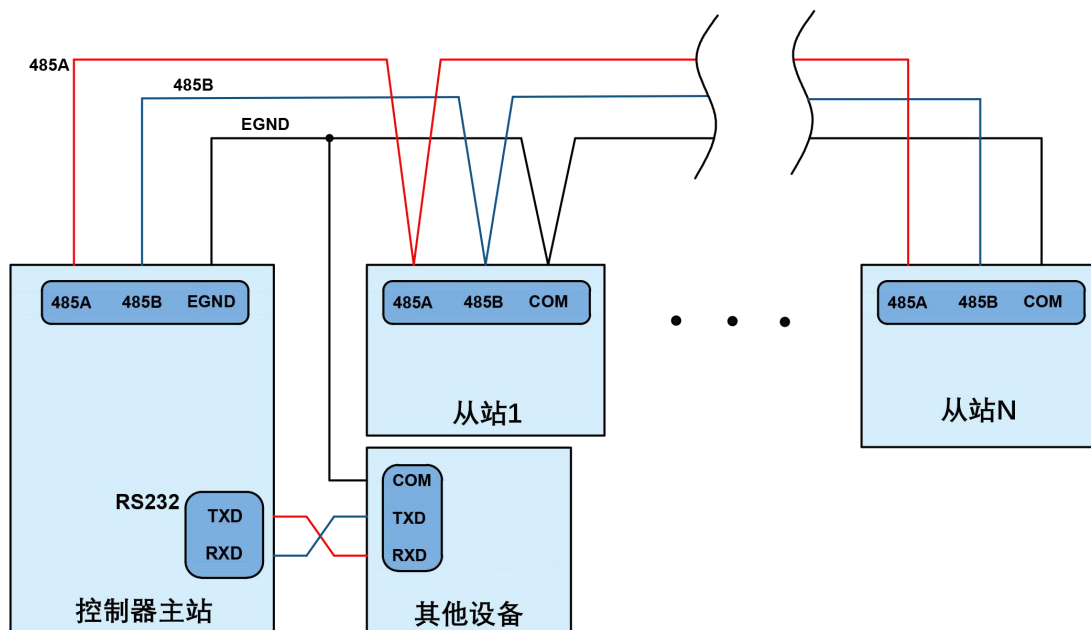 485A
485B
EGND
485A 485B EGND
485A 485B COM
485A 485B COM
从站1
从站N
RS232
TXD
RXD
COM
TXD
RXD
控制器主站
其他设备